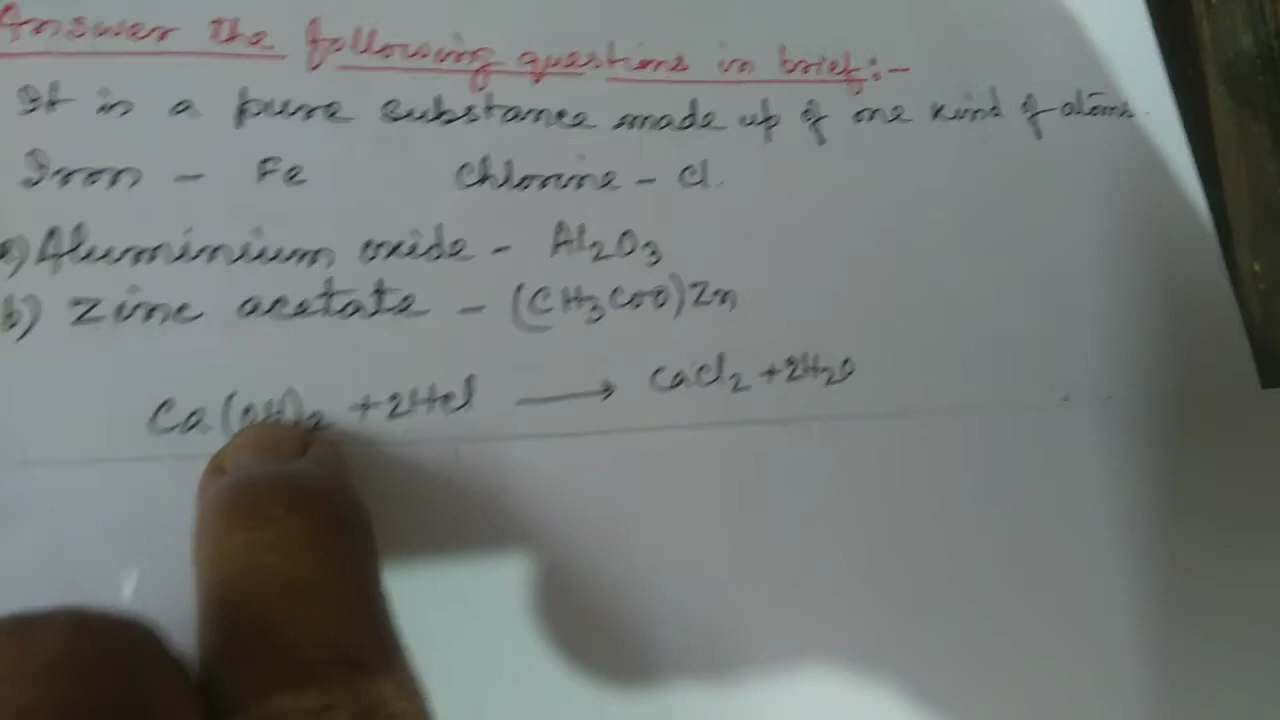 Answer the following questions in brief:-
It is a pure substance made up of one kind of atoms.
Iron - Fe Chlorine - Cl.
a) Aluminium oxide - Al2O3
b) Zinc acetate - (CH3COO)Zn
Ca(OH)2 + 2HCl → CaCl2 + 2H2O